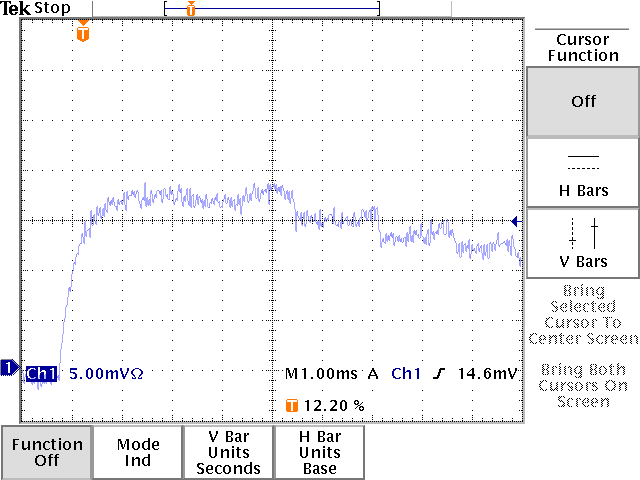 Tek Stop
T
T
Cursor
Function
Off
H Bars
V Bars
Bring
Selected
Cursor To
Center Screen
Bring Both
Cursors On
Screen
1
Ch1 5.00mVΩ M1.00ms A Ch1 14.6mV
T 12.20 %
Function
Off
Mode
Ind
V Bar
Units
Seconds
H Bar
Units
Base